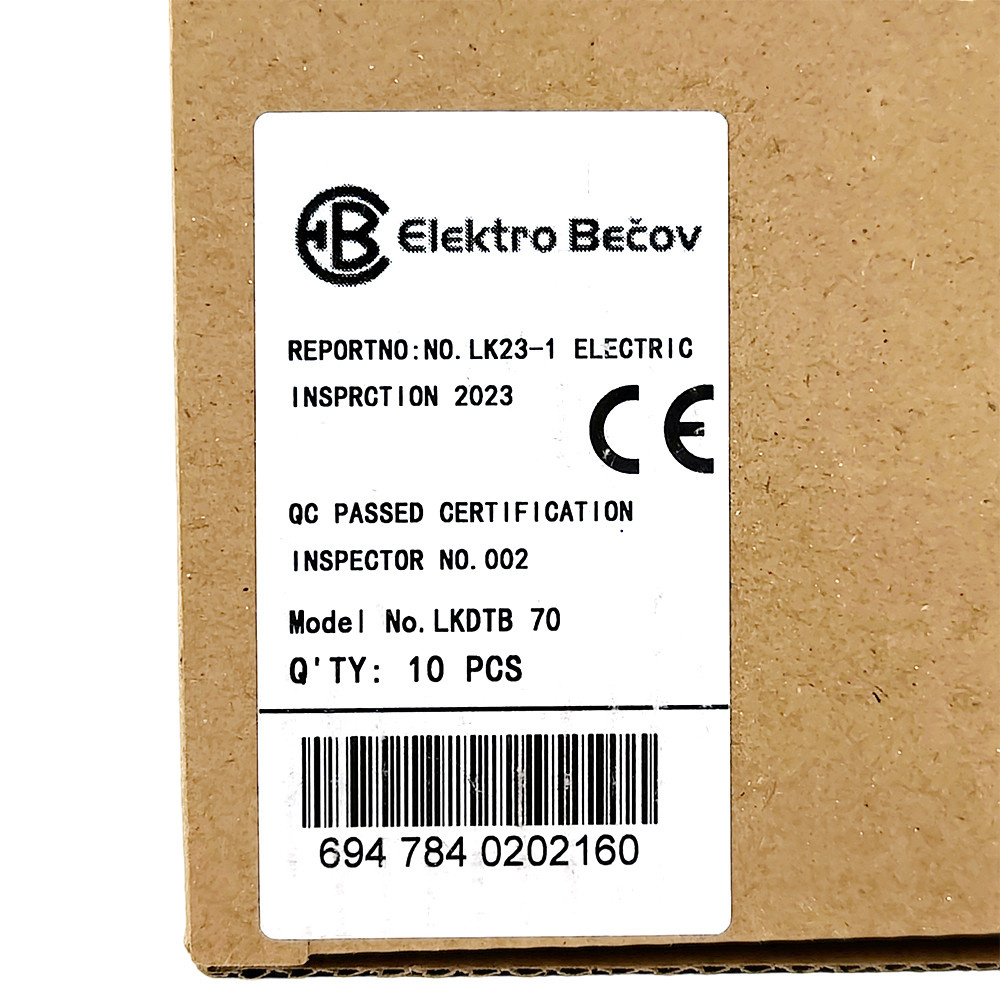 HB Elektro Bečov
REPORTNO:NO.LK23-1 ELECTRIC
INSPRCTION 2023
CE
QC PASSED CERTIFICATION
INSPECTOR NO.002
Model No.LKDTB 70
Q'TY: 10 PCS
694 784 0202160